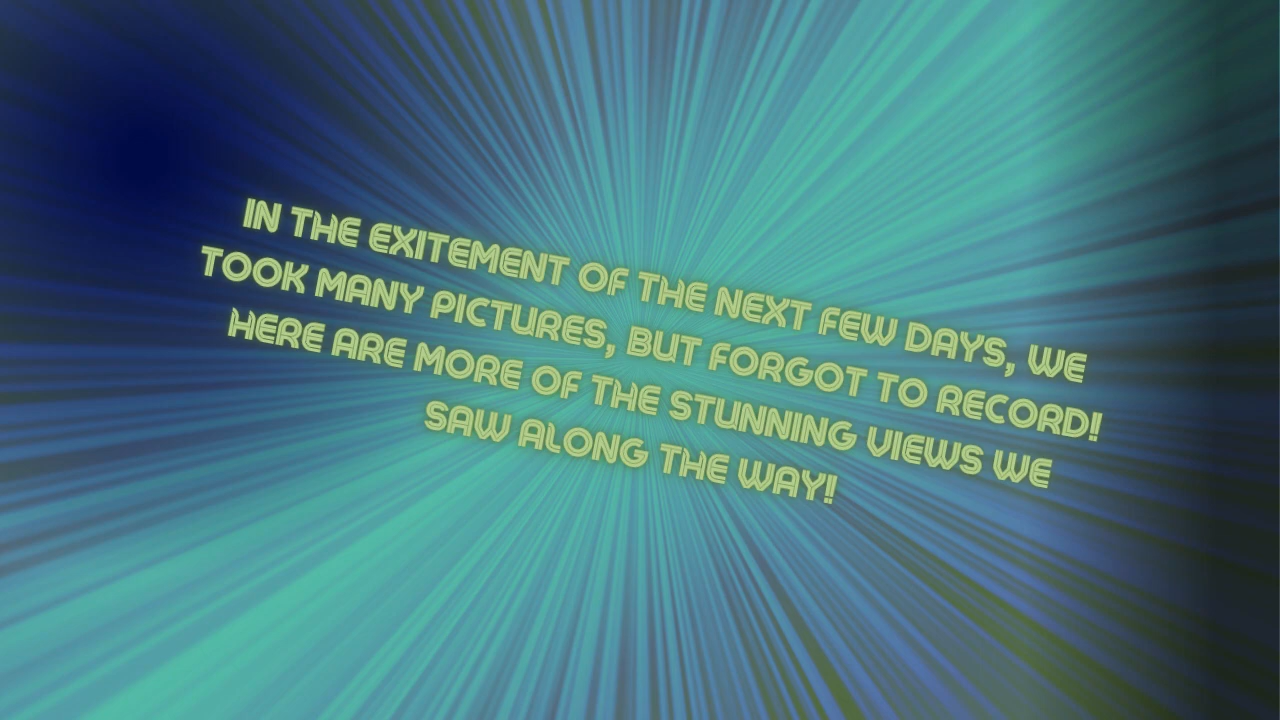 IN THE EXITEMENT OF THE NEXT FEW DAYS, WE
TOOK MANY PICTURES, BUT FORGOT TO RECORD!
HERE ARE MORE OF THE STUNNING VIEWS WE
SAW ALONG THE WAY!